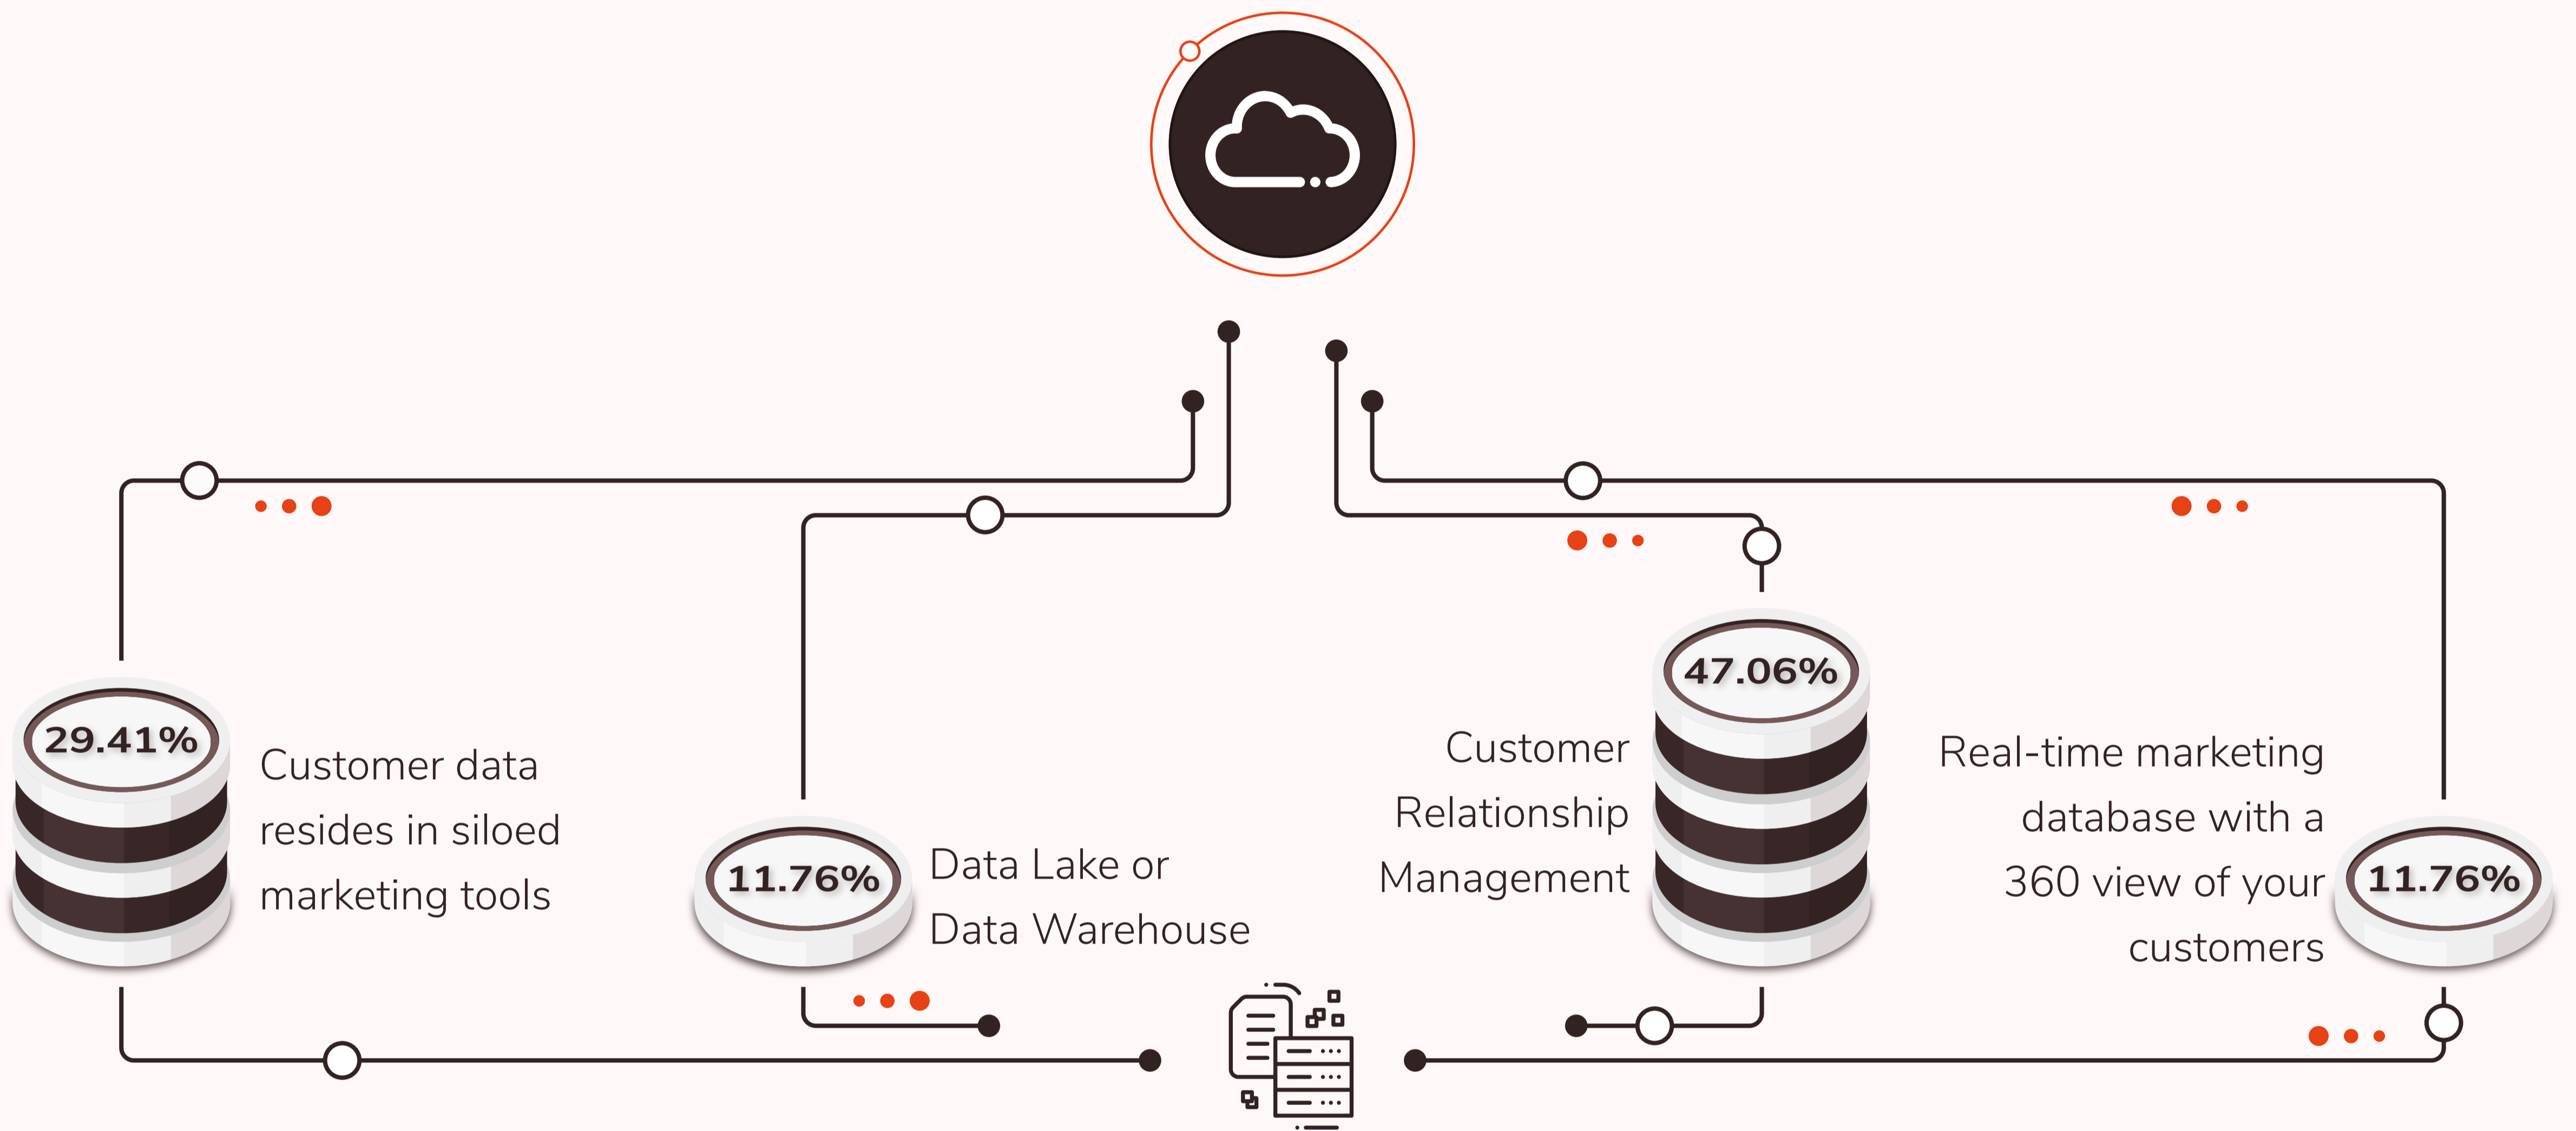 29.41%
Customer data
resides in siloed
marketing tools
11.76%
Data Lake or
Data Warehouse
47.06%
Customer
Relationship
Management
Real-time marketing
database with a
360 view of your
customers
11.76%